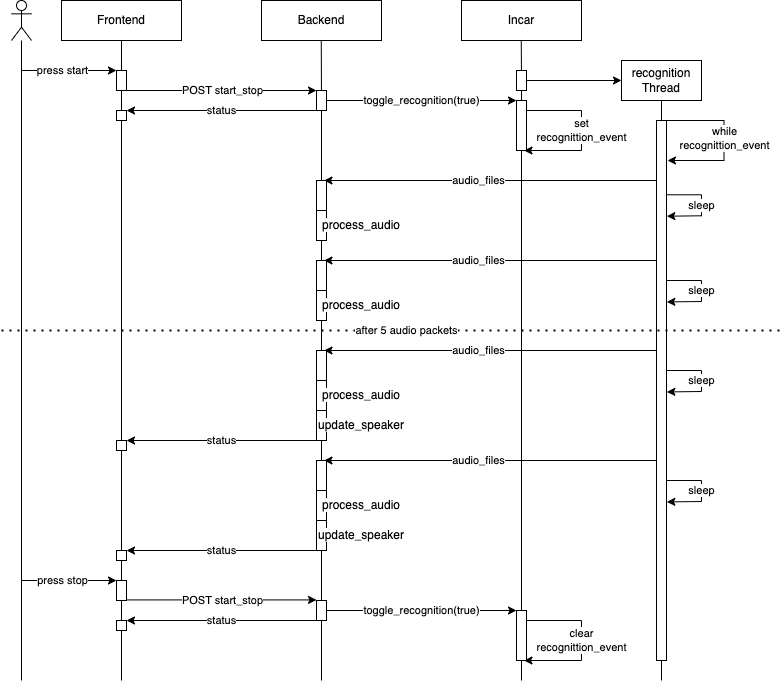 Frontend
Backend
Incar
recognition
Thread
press start
POST start_stop
toggle_recognition(true)
status
set
recognittion_event
while
recognittion_event
audio_files
sleep
process_audio
audio_files
sleep
process_audio
after 5 audio packets
audio_files
sleep
process_audio
update_speaker
status
audio_files
sleep
process_audio
update_speaker
status
press stop
POST start_stop
toggle_recognition(true)
status
clear
recognittion_event